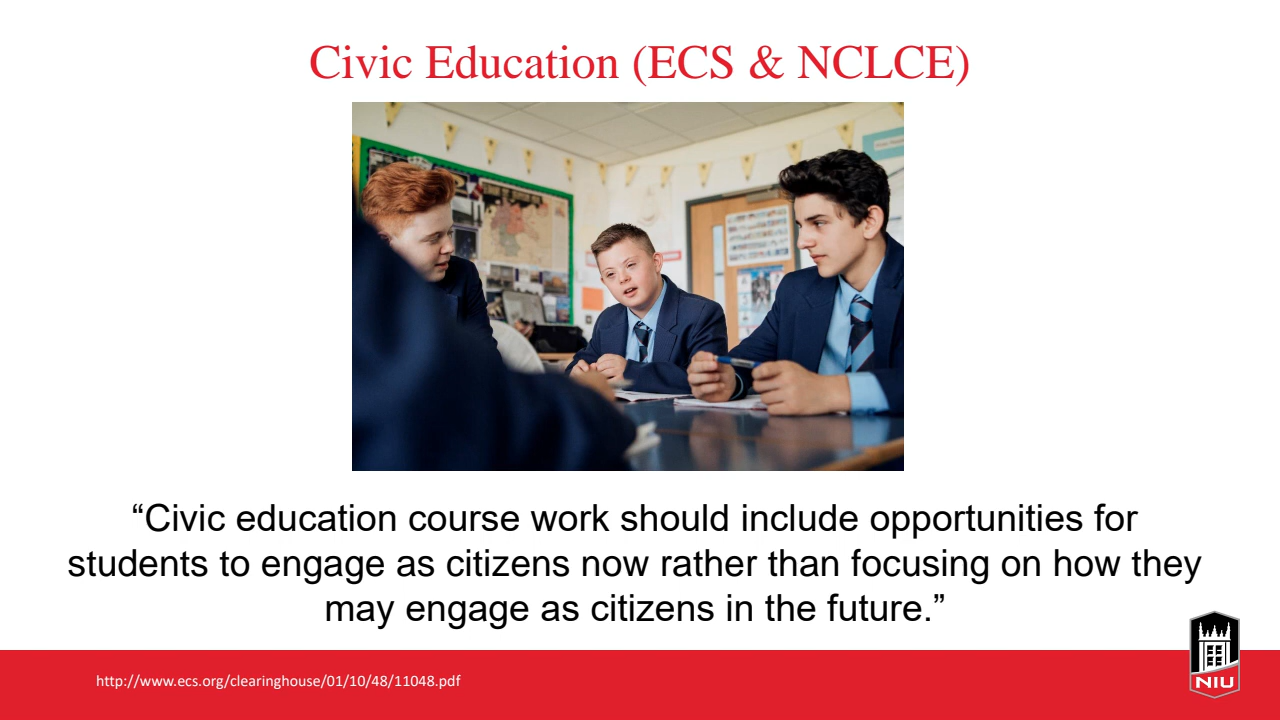 Civic Education (ECS & NCLCE)
“Civic education course work should include opportunities for
students to engage as citizens now rather than focusing on how they
may engage as citizens in the future.”
http://www.ecs.org/clearinghouse/01/10/48/11048.pdf
NIU